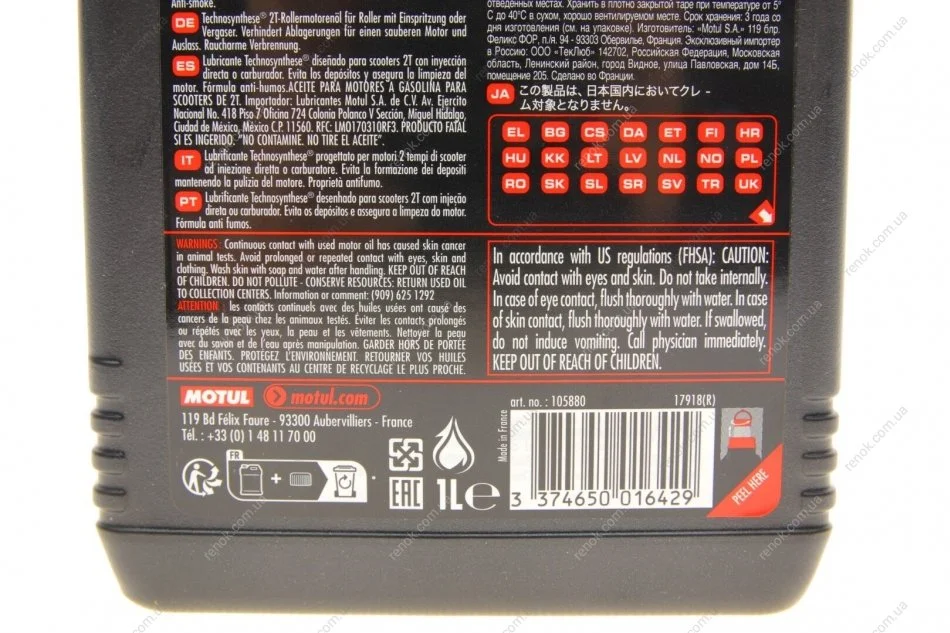 Anti-smoke.
DE Technosynthese® 2T-Rollermotorenöl für Roller mit Einspritzung oder
Vergaser. Verhindert Ablagerungen für einen sauberen Motor und
Auslass. Raucharme Verbrennung.
ES Lubricante Technosynthese® diseñado para scooters 2T con inyección
directa o carburador. Evita los depósitos y asegura la limpieza del
motor. Fórmula anti-humos.ACEITE PARA MOTORES A GASOLINA PARA
SCOOTERS DE 2T. Importador: Lubricantes Motul S.A. de C.V. Av. Ejercito
Nacional No. 418 Piso 7 Oficina 724 Colonia Polanco V Sección, Miguel Hidalgo,
Ciudad de México, México C.P. 11560. RFC: LMO170310RF3. PRODUCTO FATAL
SI ES INGERIDO. "NO CONTAMINE. NO TIRE EL ACEITE".
IT Lubrificante Technosynthese® progettato per motori 2 tempi di scooter
ad iniezione diretta o carburatore. Evita la formazione dei depositi
mantenendo la pulizia del motore. Proprietà antifumo.
PT Lubrificante Technosynthese® desenhado para scooters 2T com injeção
direta ou carburador. Evita os depósitos e assegura a limpeza do motor.
Fórmula anti fumos.
отведенных местах. Хранить в плотно закрытой таре при температуре от 5°
С до 40°С в сухом, хорошо вентилируемом месте. Срок хранения: 3 года со
дня изготовления (см. на упаковке). Изготовитель: «Motul S.A.» 119 блр.
Феликс ФОР, п./я. 94 - 93303 Обервилье, Франция. Эксклюзивный импортер
в Россию: ООО «ТекЛюб» 142702, Российская Федерация, Московская
область, Ленинский район, город Видное, улица Павловская, дом 14Б,
помещение 205. Сделано во Франции.
JA この製品は、日本国内においてクレ -
ム対象となりません。
EL BG CS DA ET FI HR
HU KK LT LV NL NO PL
RO SK SL SR SV TR UK
WARNINGS: Continuous contact with used motor oil has caused skin cancer
in animal tests. Avoid prolonged or repeated contact with eyes, skin and
clothing. Wash skin with soap and water after handling. KEEP OUT OF REACH
OF CHILDREN. DO NOT POLLUTE - CONSERVE RESOURCES: RETURN USED OIL
TO COLLECTION CENTERS. Information or comment: (909) 625 1292
ATTENTION : les contacts continuels avec des huiles usées ont causé des
cancers de la peau chez les animaux testés. Eviter les contacts prolongés
ou répétés avec les yeux, la peau et les vêtements. Nettoyer la peau
avec du savon et de l'eau après manipulation. GARDER HORS DE PORTÉE
DES ENFANTS. PROTÉGEZ L'ENVIRONNEMENT. RETOURNER VOS HUILES
USÉES ET VOS CONTENANTS AU CENTRE DE RECYCLAGE LE PLUS PROCHE.
In accordance with US regulations (FHSA): CAUTION:
Avoid contact with eyes and skin. Do not take internally.
In case of eye contact, flush thoroughly with water. In case
of skin contact, flush thoroughly with water. If swallowed,
do not induce vomiting. Call physician immediately.
KEEP OUT OF REACH OF CHILDREN.
MOTUL motul.com
119 Bd Félix Faure - 93300 Aubervilliers - France
Tél. : +33 (0) 1 48 11 70 00
FR
EAC
1L e
art. no. : 105880 17918(R)
Made in France
3 374650 016429
PEEL HERE
renok.com.ua